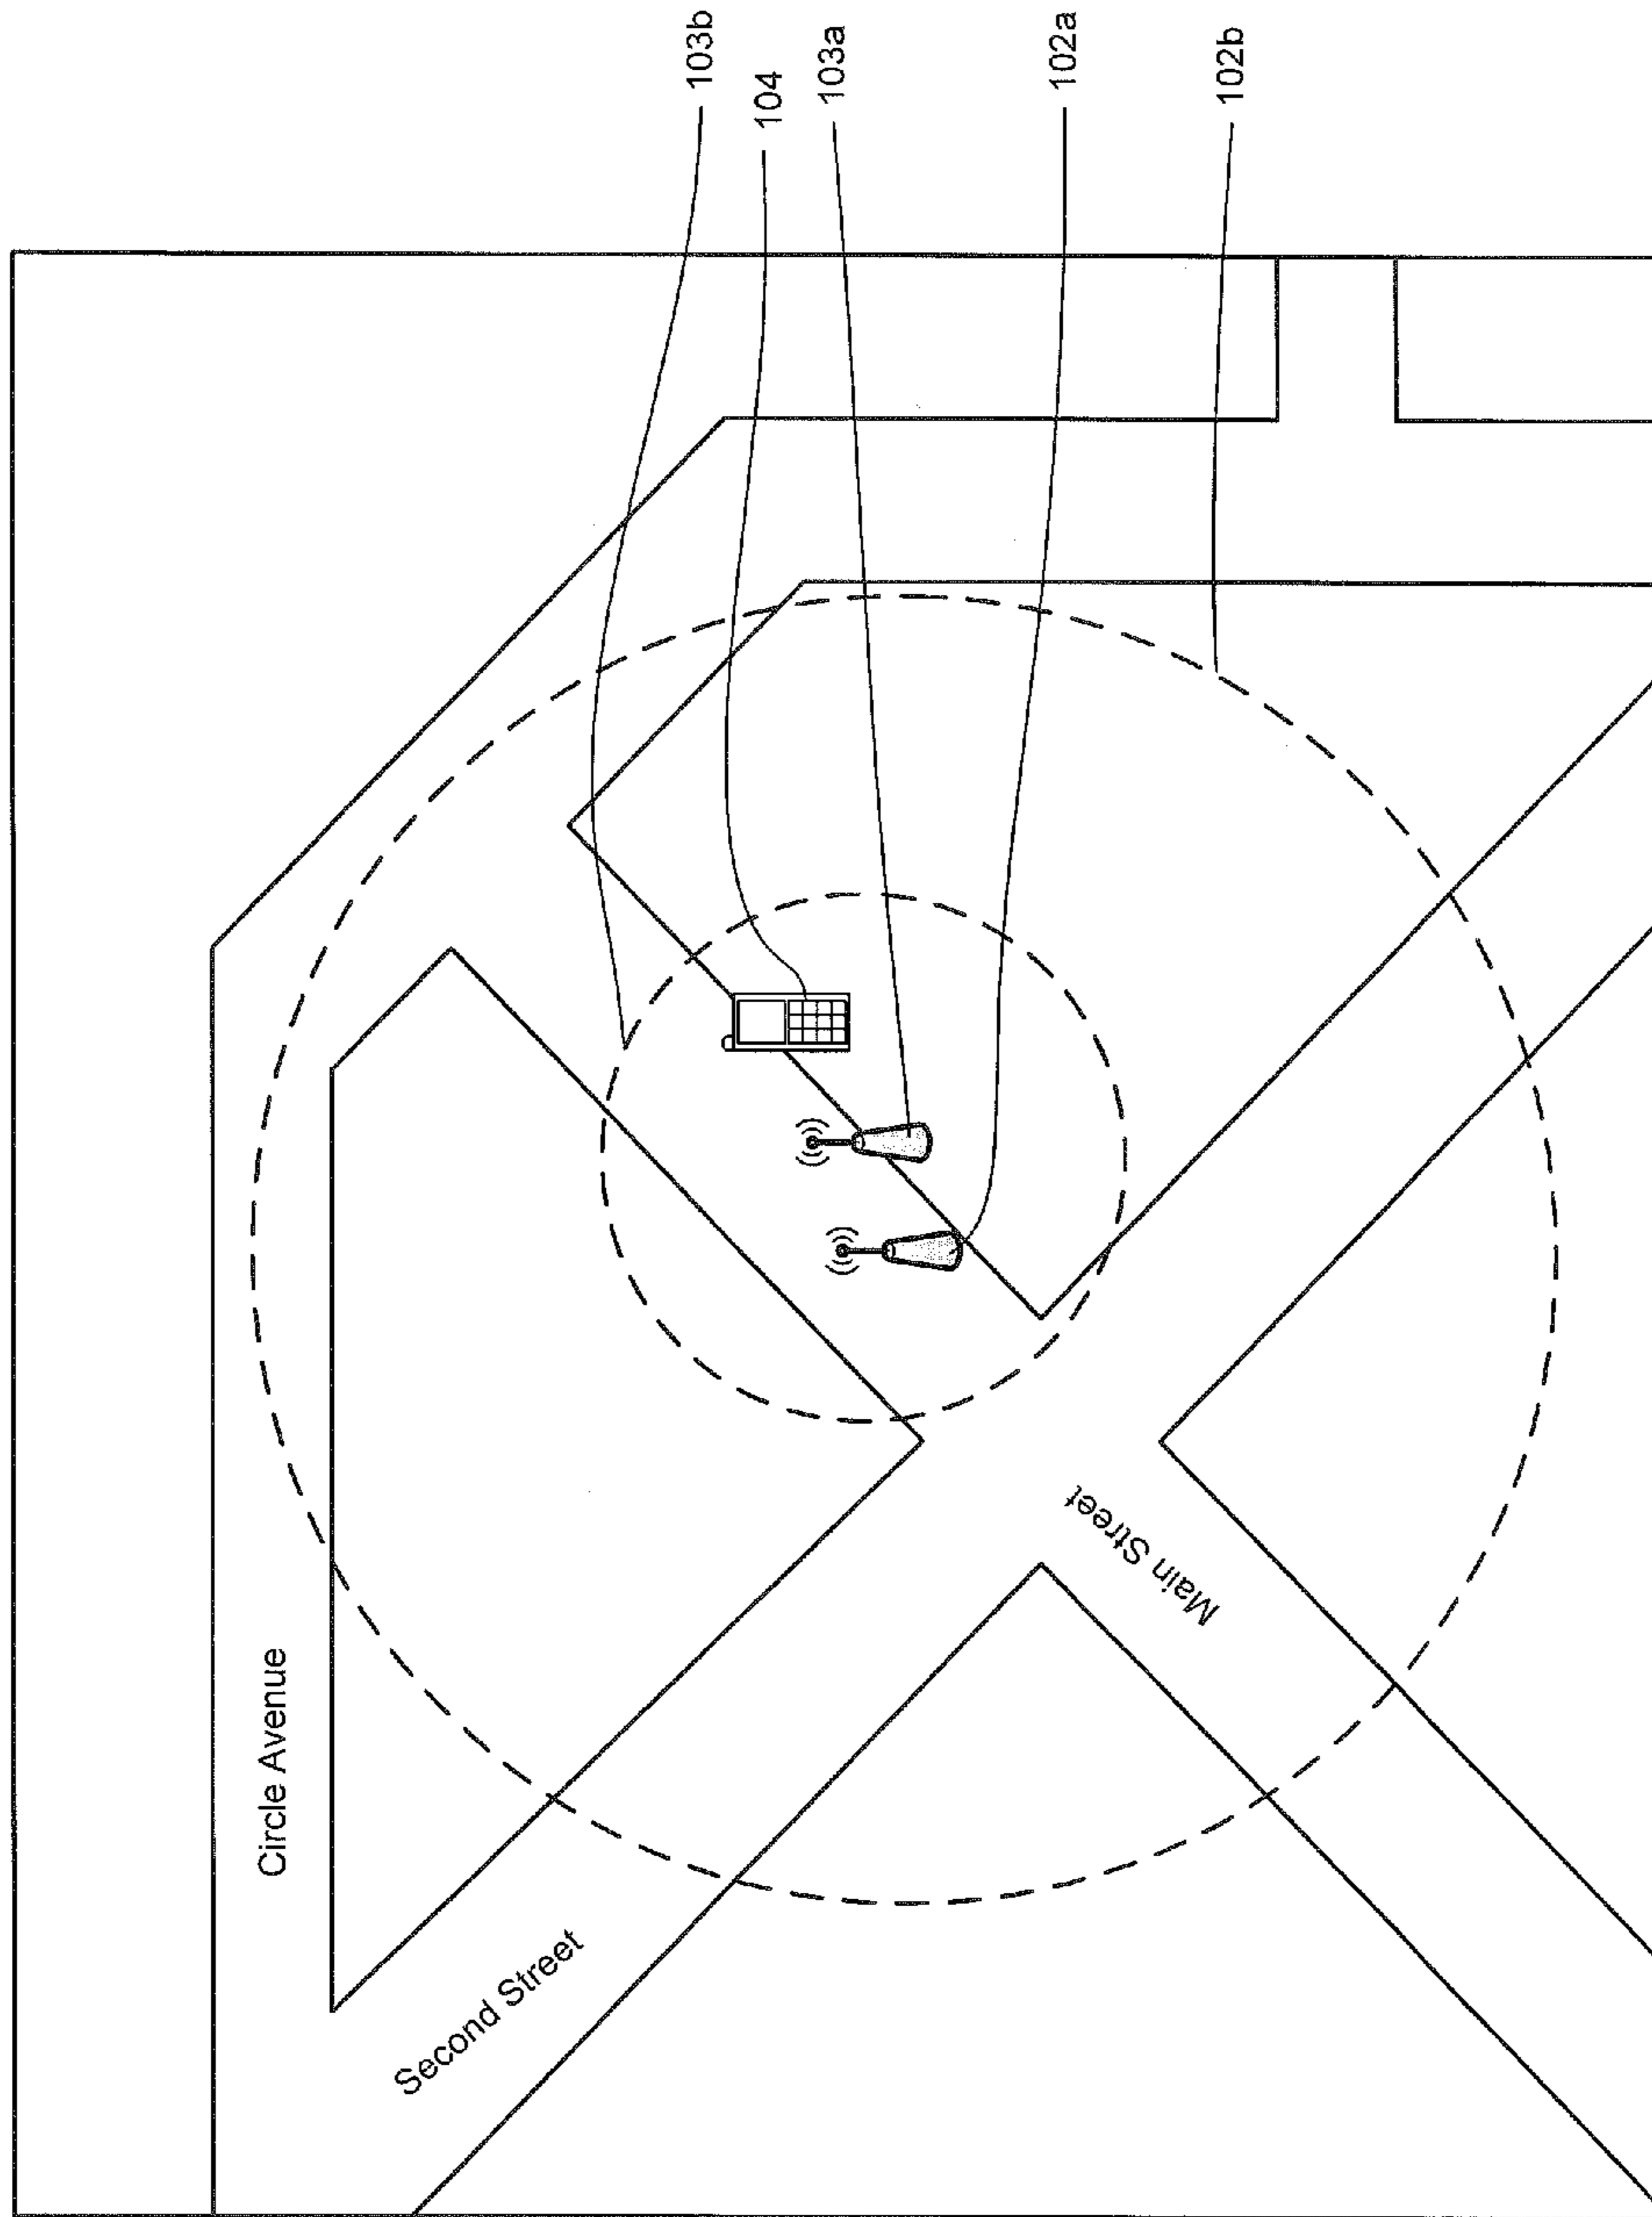 103b
104
103a
102a
102b
Circle Avenue
Second Street
Main Street